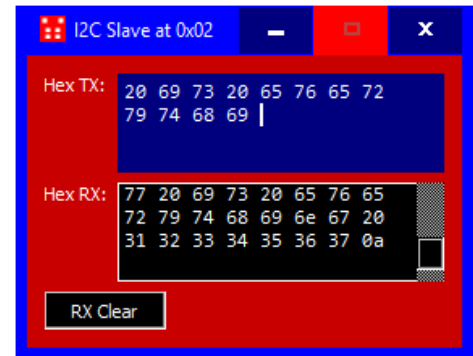 I2C Slave at 0x02
Hex TX:
20 69 73 20 65 76 65 72
79 74 68 69
Hex RX:
77 20 69 73 20 65 76 65
72 79 74 68 69 6e 67 20
31 32 33 34 35 36 37 0a
RX Clear